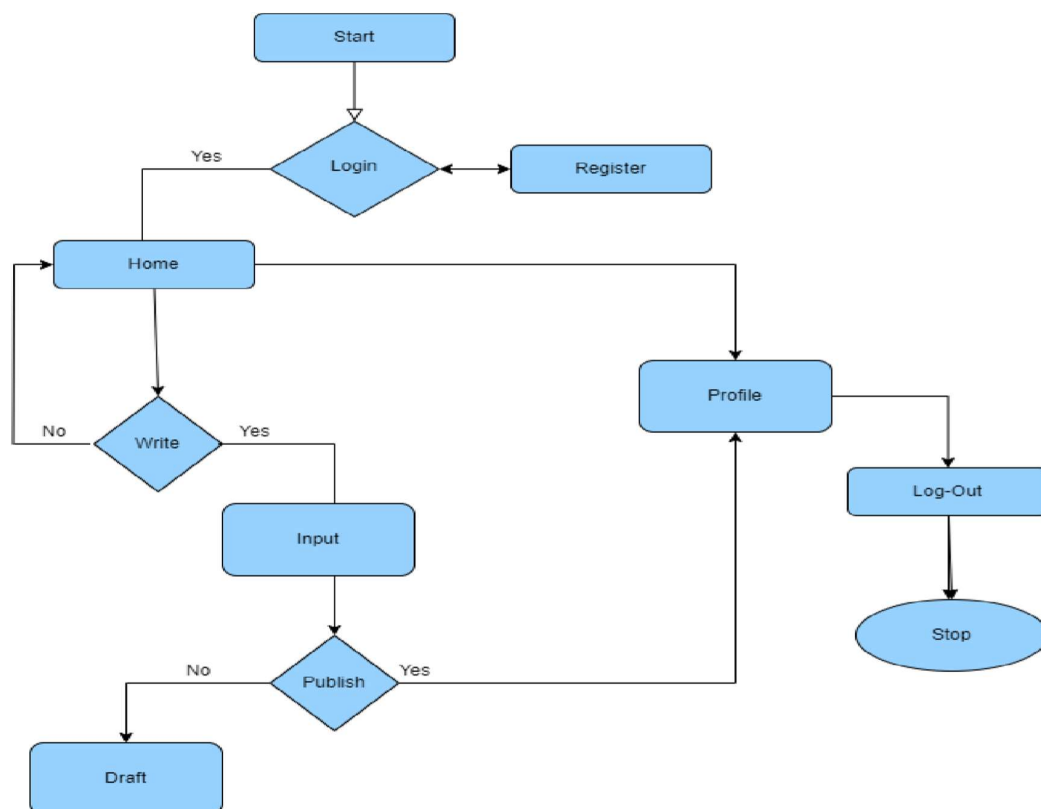 Start
Yes
Login
Register
Home
Profile
No
Write
Yes
Log-Out
Input
Stop
No
Publish
Yes
Draft